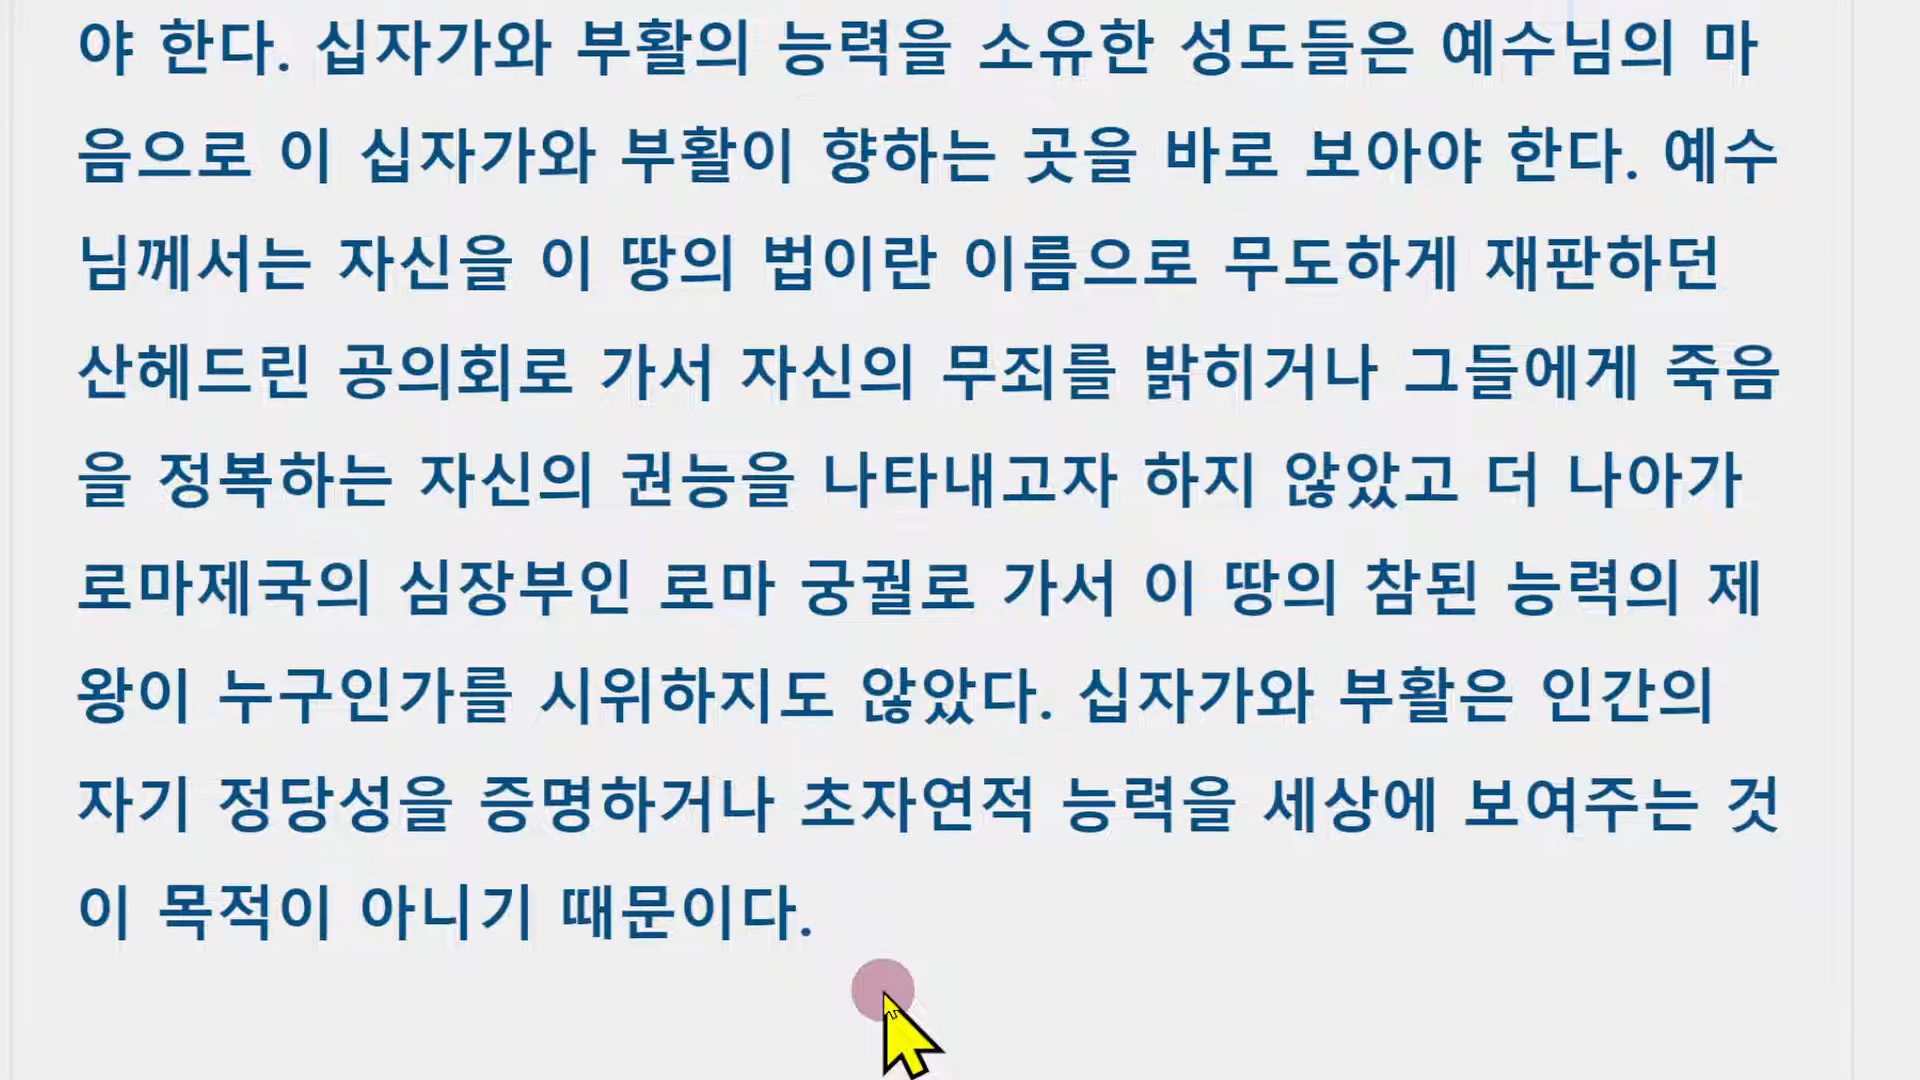 야 한다. 십자가와 부활의 능력을 소유한 성도들은 예수님의 마
음으로 이 십자가와 부활이 향하는 곳을 바로 보아야 한다. 예수
님께서는 자신을 이 땅의 법이란 이름으로 무도하게 재판하던
산헤드린 공의회로 가서 자신의 무죄를 밝히거나 그들에게 죽음
을 정복하는 자신의 권능을 나타내고자 하지 않았고 더 나아가
로마제국의 심장부인 로마 궁궐로 가서 이 땅의 참된 능력의 제
왕이 누구인가를 시위하지도 않았다. 십자가와 부활은 인간의
자기 정당성을 증명하거나 초자연적 능력을 세상에 보여주는 것
이 목적이 아니기 때문이다.